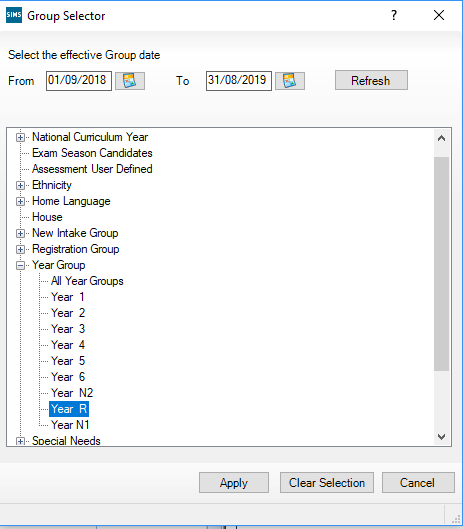 SIMS Group Selector ?
Select the effective Group date
From 01/09/2018 To 31/08/2019 Refresh
National Curriculum Year
Exam Season Candidates
Assessment User Defined
Ethnicity
Home Language
House
New Intake Group
Registration Group
Year Group
All Year Groups
Year 1
Year 2
Year 3
Year 4
Year 5
Year 6
Year N2
Year R
Year N1
Special Needs
Apply Clear Selection Cancel